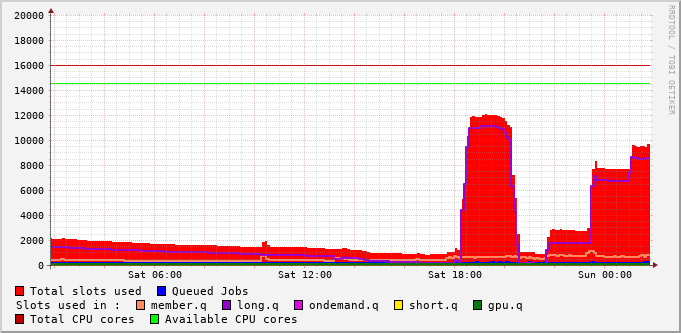 20000
18000
16000
14000
12000
10000
8000
6000
4000
2000
0
Sat 06:00 Sat 12:00 Sat 18:00 Sun 00:00
RRDTOOL / TOBI OETIKER
Total slots used Queued Jobs
Slots used in : member.q long.q ondemand.q short.q gpu.q
Total CPU cores Available CPU cores